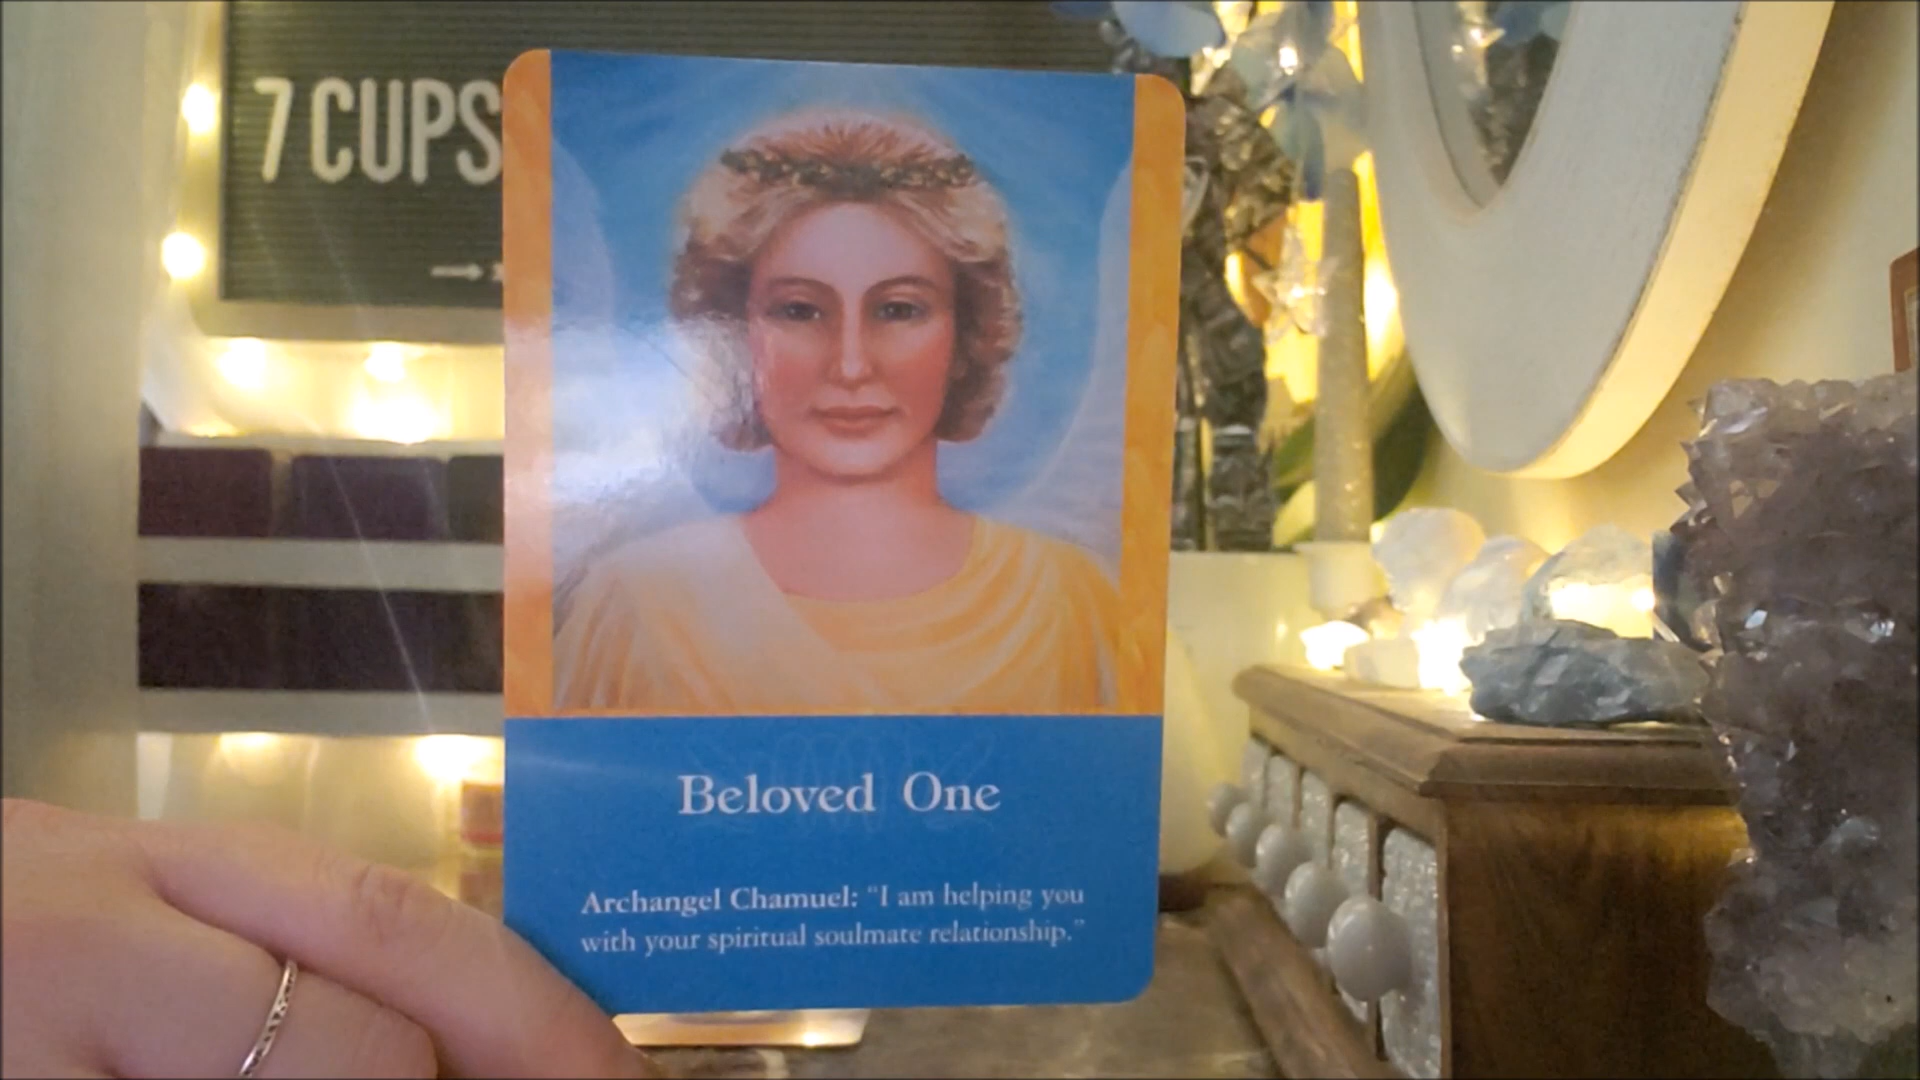 7 CUPS
Beloved One
Archangel Chamuel: “I am helping you
with your spiritual soulmate relationship.”